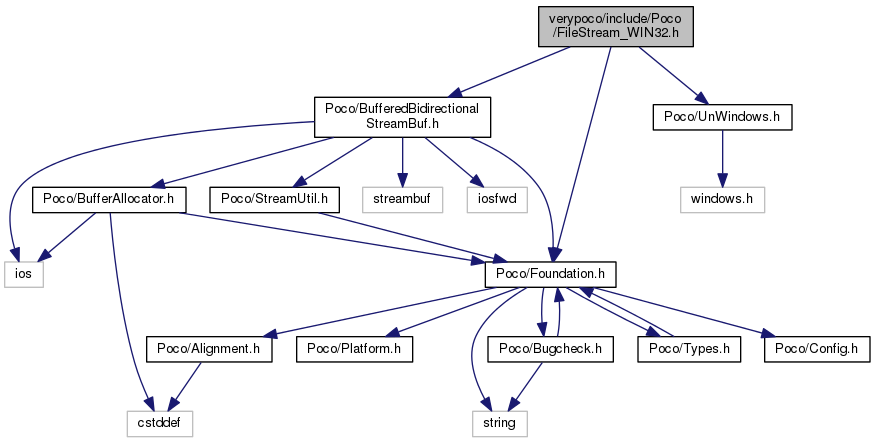 verypoco/include/Poco
/FileStream_WIN32.h
Poco/BufferedBidirectional
StreamBuf.h
Poco/UnWindows.h
Poco/BufferAllocator.h
Poco/StreamUtil.h
streambuf
iosfwd
windows.h
ios
Poco/Foundation.h
Poco/Alignment.h
Poco/Platform.h
Poco/Bugcheck.h
Poco/Types.h
Poco/Config.h
cstddef
string